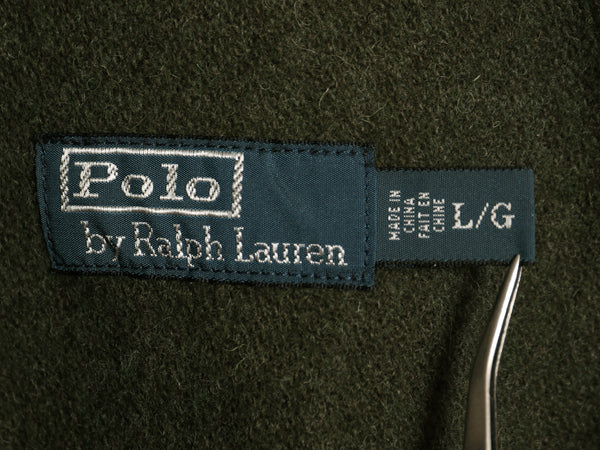 Polo
by Ralph Lauren
MADE IN
CHINA
FAIT EN
CHINE
L/G